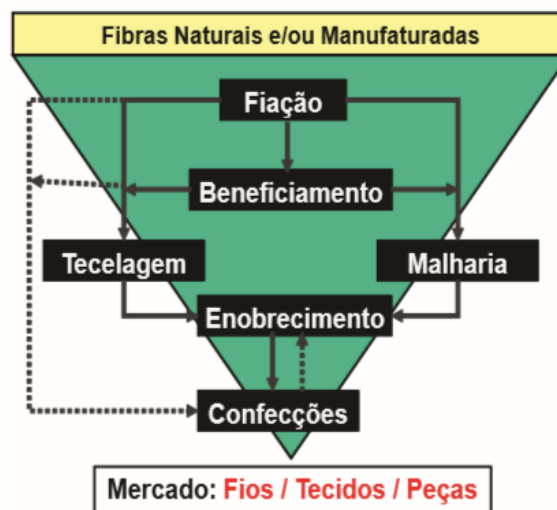 Fibras Naturais e/ou Manufaturadas
Fiação
Beneficiamento
Tecelagem
Malharia
Enobrecimento
Confecções
Mercado: Fios / Tecidos / Peças